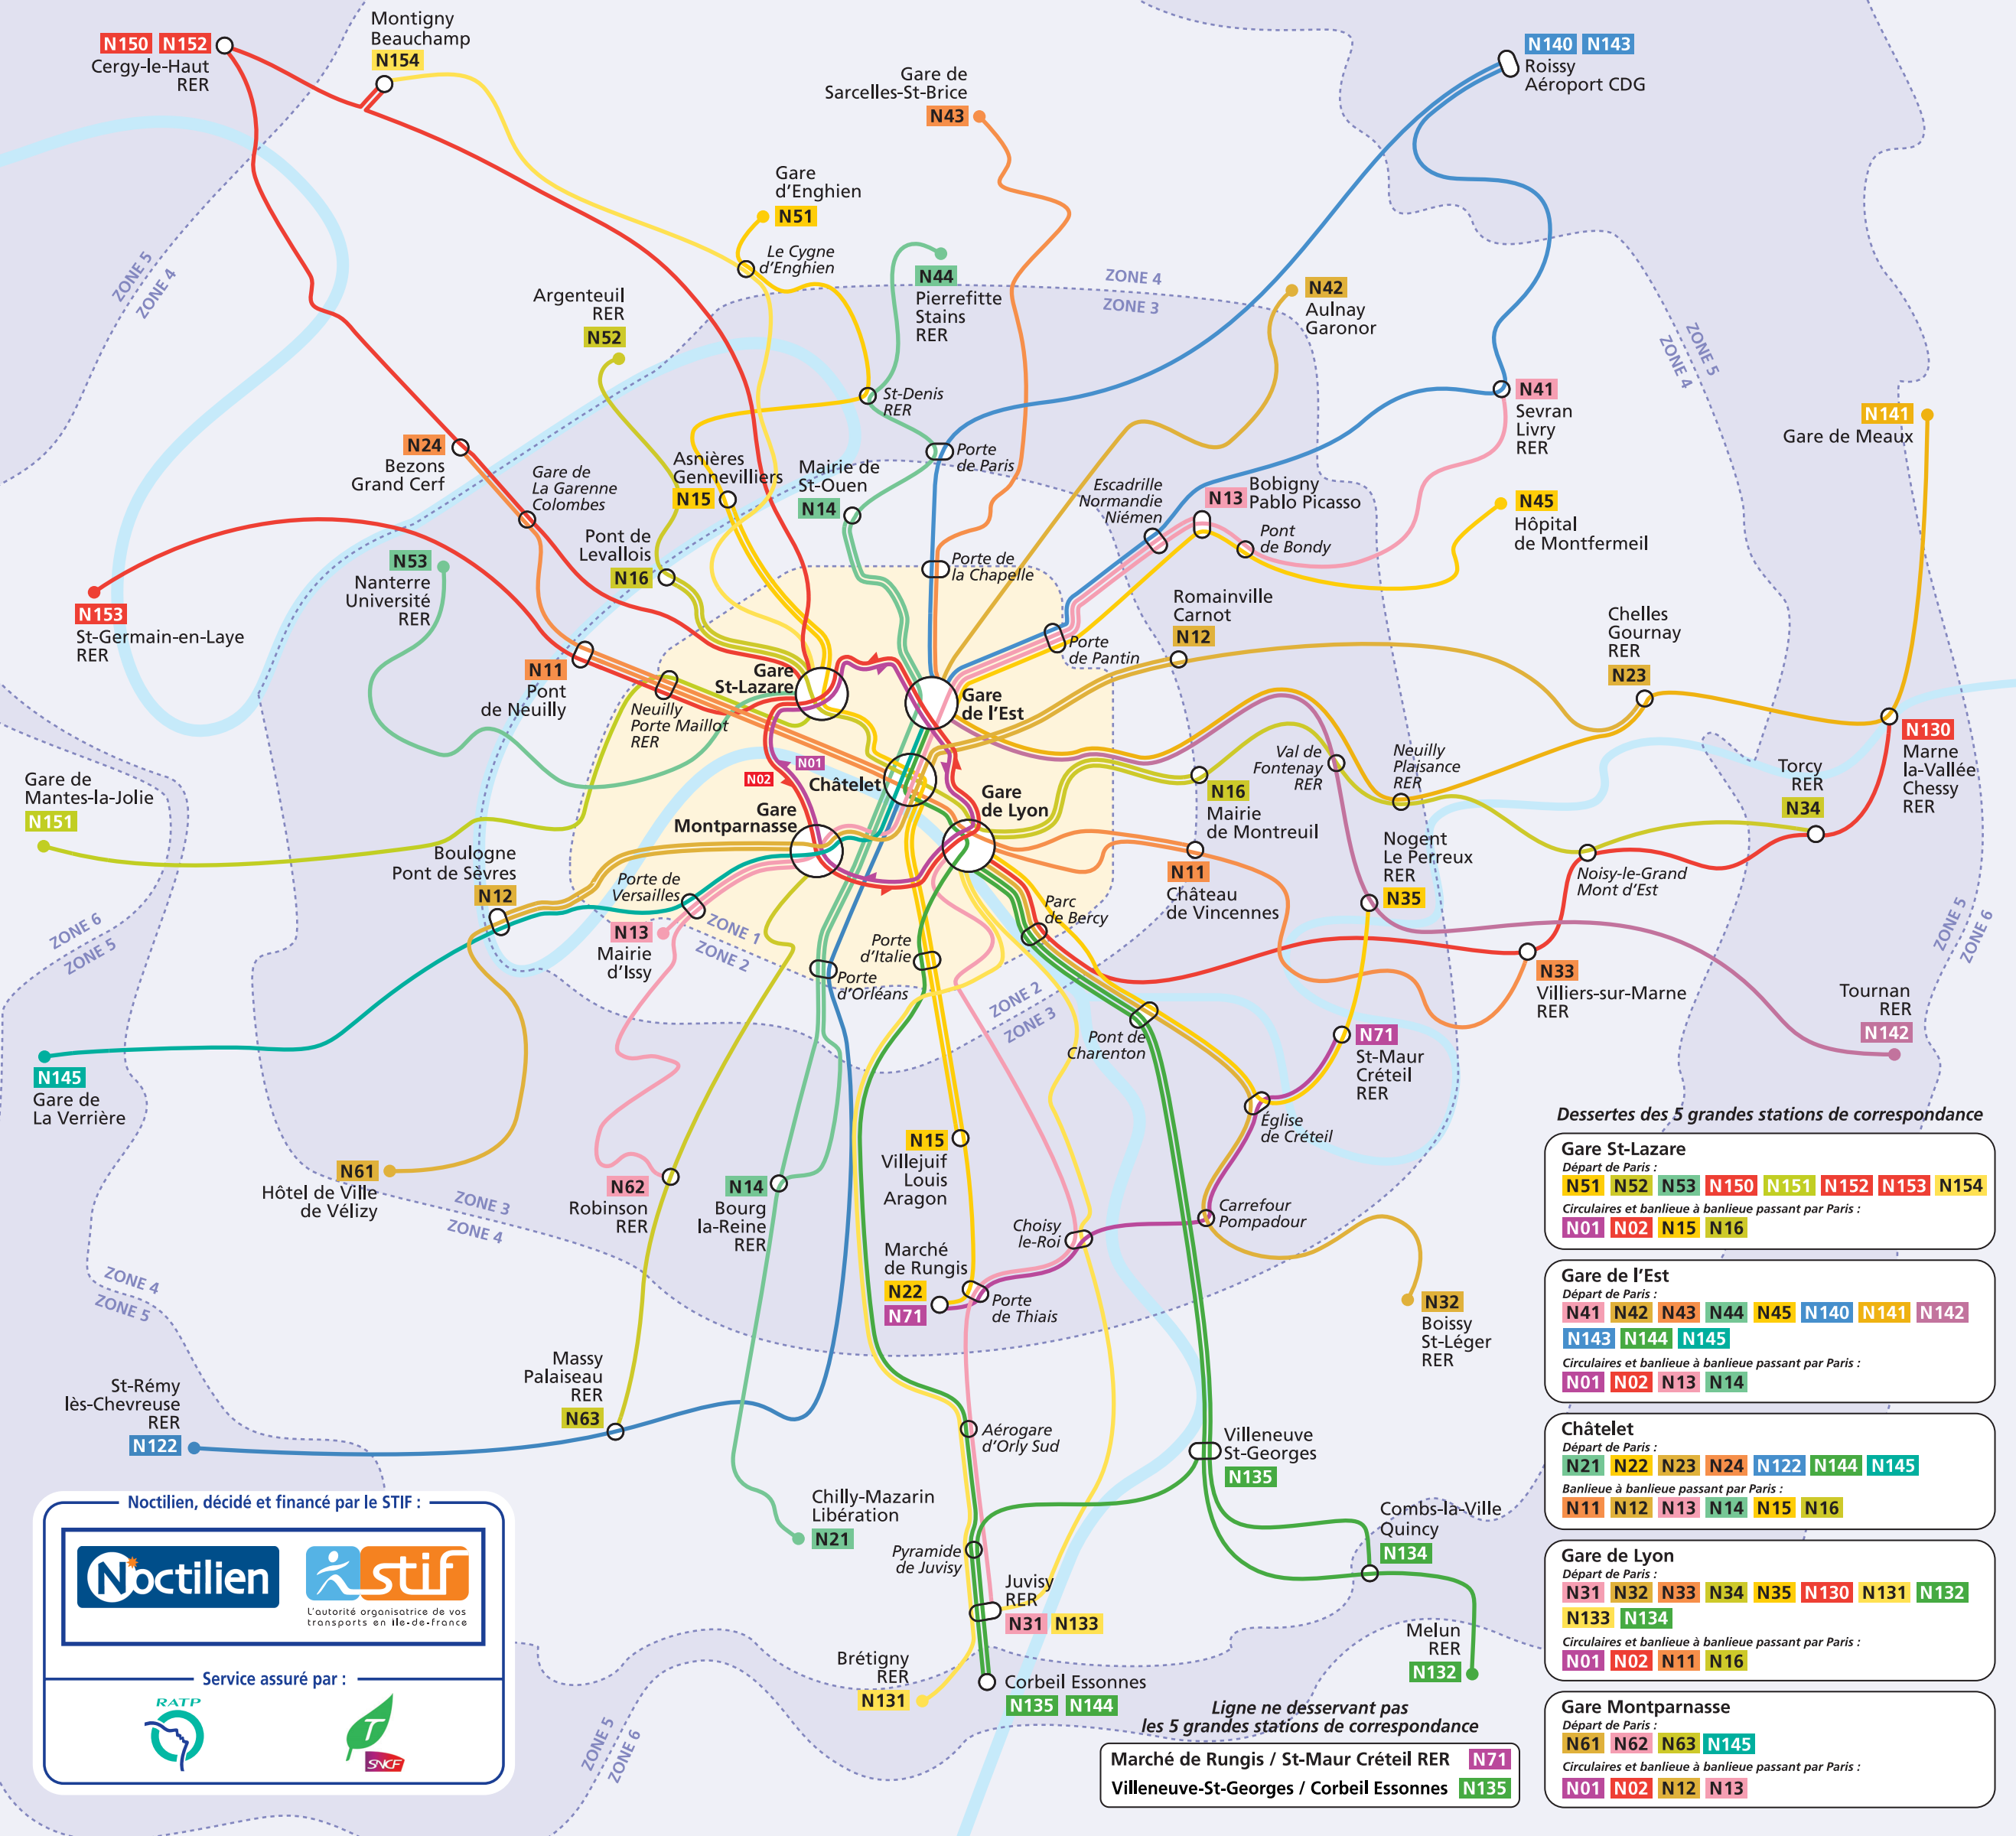 N150 N152
Cergy-le-Haut
RER
Montigny
Beauchamp
N154
Gare de
Sarcelles-St-Brice
N43
N140 N143
Roissy
Aéroport CDG
Gare
d'Enghien
N51
Le Cygne
d'Enghien
N44
Pierrefitte
Stains
RER
ZONE 5
ZONE 4
ZONE 4
ZONE 3
N42
Aulnay
Garonor
Argenteuil
RER
N52
ZONE 5
ZONE 4
St-Denis
RER
N41
Sevran
Livry
RER
N141
Gare de Meaux
N24
Bezons
Grand Cerf
Gare de
La Garenne
Colombes
Asnières
Gennevilliers
N15
Mairie de
St-Ouen
N14
Porte
de Paris
Escadrille
Normandie
Niémen
N13
Bobigny
Pablo Picasso
Pont
de Bondy
N45
Hôpital
de Montfermeil
Pont de
Levallois
N16
Porte de
la Chapelle
N53
Nanterre
Université
RER
N153
St-Germain-en-Laye
RER
Romainville
Carnot
N12
Porte
de Pantin
Chelles
Gournay
RER
N23
N11
Pont
de Neuilly
Neuilly
Porte Maillot
RER
Gare
St-Lazare
Gare
de l'Est
N130
Marne
la-Vallée
Chessy
RER
N01
N02
Châtelet
Gare
de Lyon
Gare
Montparnasse
N16
Mairie
de Montreuil
Val de
Fontenay
RER
Neuilly
Plaisance
RER
Torcy
RER
N34
Gare de
Mantes-la-Jolie
N151
Boulogne
Pont de Sèvres
N12
Porte de
Versailles
N13
Mairie
d'Issy
ZONE 1
ZONE 2
N11
Château
de Vincennes
Nogent
Le Perreux
RER
N35
Noisy-le-Grand
Mont d'Est
ZONE 6
ZONE 5
ZONE 5
ZONE 6
Parc
de Bercy
Porte
d'Italie
Porte
d'Orléans
ZONE 2
ZONE 3
Pont de
Charenton
N33
Villiers-sur-Marne
RER
Tournan
RER
N142
N145
Gare de
La Verrière
N71
St-Maur
Créteil
RER
Église
de Créteil
N61
Hôtel de Ville
de Vélizy
ZONE 3
ZONE 4
N62
Robinson
RER
N14
Bourg
la-Reine
RER
N15
Villejuif
Louis
Aragon
Choisy
le-Roi
Carrefour
Pompadour
Marché
de Rungis
N22
N71
Porte
de Thiais
N32
Boissy
St-Léger
RER
ZONE 4
ZONE 5
St-Rémy
lès-Chevreuse
RER
N122
Massy
Palaiseau
RER
N63
Aérogare
d'Orly Sud
Villeneuve
St-Georges
N135
Chilly-Mazarin
Libération
N21
Pyramide
de Juvisy
Combs-la-Ville
Quincy
N134
Juvisy
RER
N31 N133
Brétigny
RER
N131
Corbeil Essonnes
N135 N144
Melun
RER
N132
ZONE 5
ZONE 6
Noctilien, décidé et financé par le STIF :
Noctilien
stif
L'autorité organisatrice de vos
transports en île-de-france
Service assuré par :
RATP
T
SNCF
Ligne ne desservant pas
les 5 grandes stations de correspondance
Marché de Rungis / St-Maur Créteil RER N71
Villeneuve-St-Georges / Corbeil Essonnes N135
Dessertes des 5 grandes stations de correspondance
Gare St-Lazare
Départ de Paris :
N51 N52 N53 N150 N151 N152 N153 N154
Circulaires et banlieue à banlieue passant par Paris :
N01 N02 N15 N16
Gare de l'Est
Départ de Paris :
N41 N42 N43 N44 N45 N140 N141 N142
N143 N144 N145
Circulaires et banlieue à banlieue passant par Paris :
N01 N02 N13 N14
Châtelet
Départ de Paris :
N21 N22 N23 N24 N122 N144 N145
Banlieue à banlieue passant par Paris :
N11 N12 N13 N14 N15 N16
Gare de Lyon
Départ de Paris :
N31 N32 N33 N34 N35 N130 N131 N132
N133 N134
Circulaires et banlieue à banlieue passant par Paris :
N01 N02 N11 N16
Gare Montparnasse
Départ de Paris :
N61 N62 N63 N145
Circulaires et banlieue à banlieue passant par Paris :
N01 N02 N12 N13